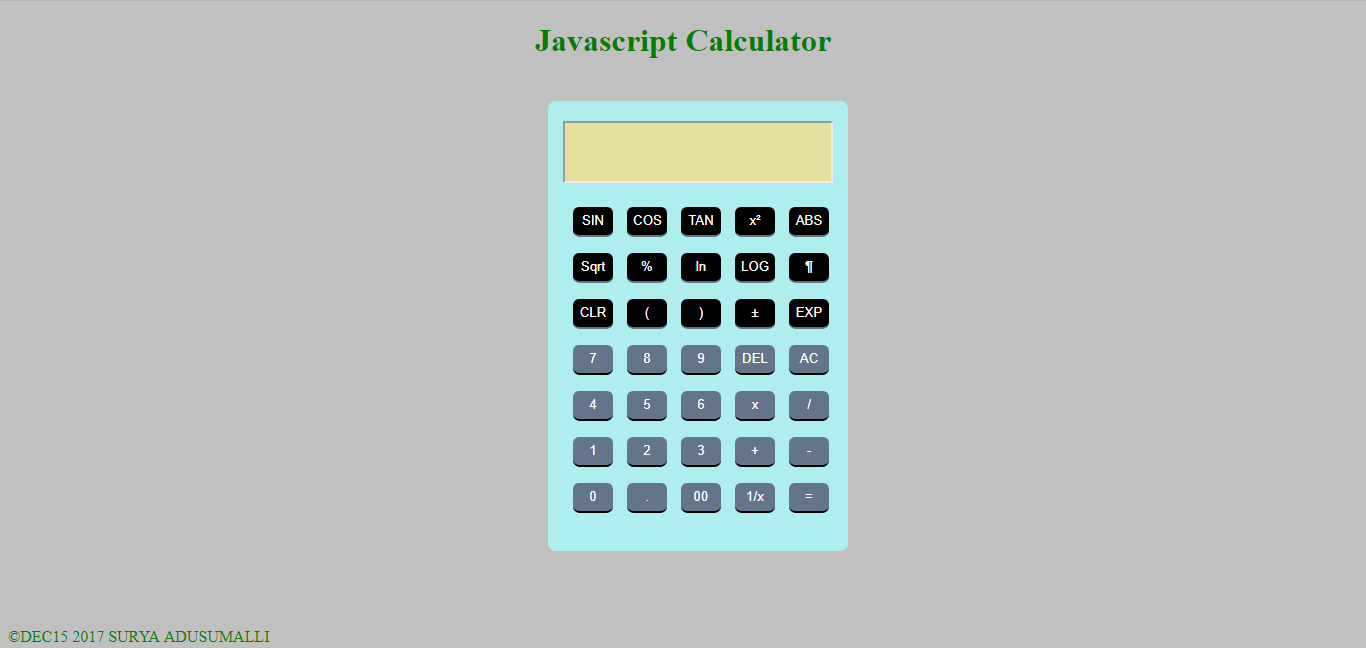 Javascript Calculator
SIN COS TAN x² ABS
Sqrt % ln LOG ¶
CLR ( ) ± EXP
7 8 9 DEL AC
4 5 6 x /
1 2 3 + -
0 . 00 1/x =
©DEC15 2017 SURYA ADUSUMALLI